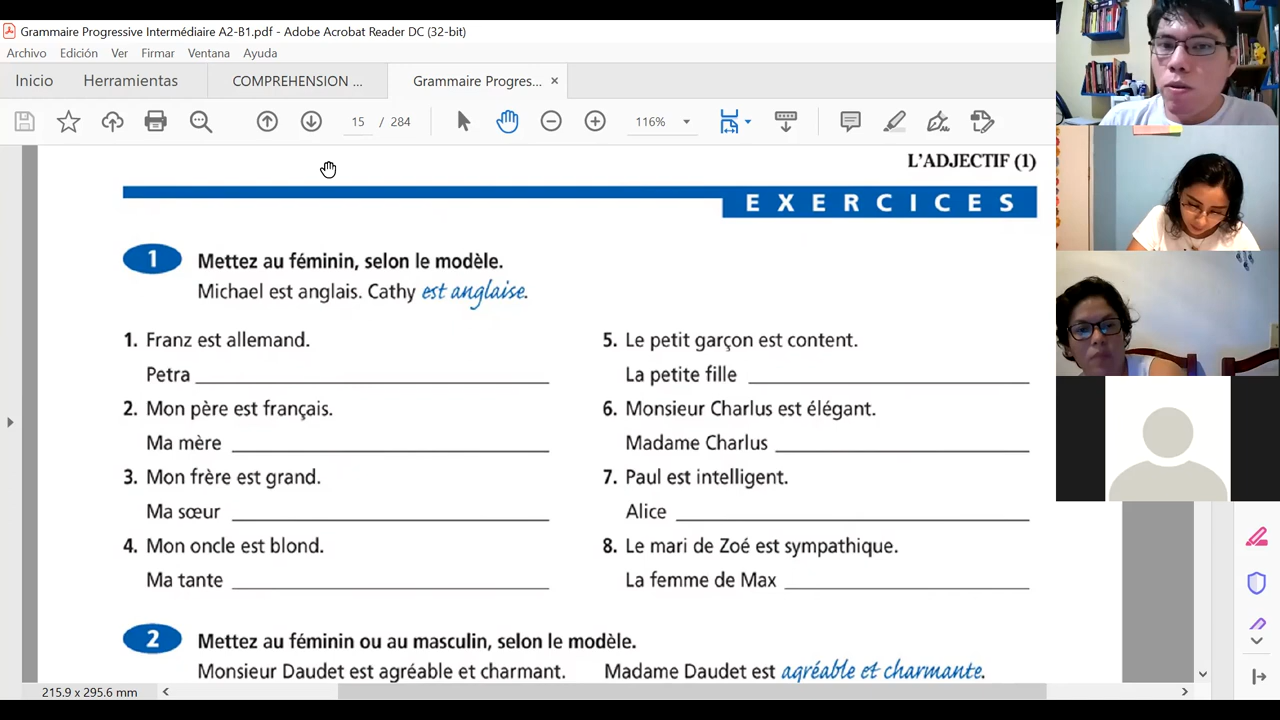 Grammaire Progressive Intermédiaire A2-B1.pdf - Adobe Acrobat Reader DC (32-bit)
Archivo Edición Ver Firmar Ventana Ayuda
Inicio Herramientas COMPREHENSION ... Grammaire Progres... ×
15 / 284 116%
L'ADJECTIF (1)
EXERCICES
1 Mettez au féminin, selon le modèle.
Michael est anglais. Cathy est anglaise.
1. Franz est allemand.
Petra
2. Mon père est français.
Ma mère
3. Mon frère est grand.
Ma sœur
4. Mon oncle est blond.
Ma tante
5. Le petit garçon est content.
La petite fille
6. Monsieur Charlus est élégant.
Madame Charlus
7. Paul est intelligent.
Alice
8. Le mari de Zoé est sympathique.
La femme de Max
2 Mettez au féminin ou au masculin, selon le modèle.
Monsieur Daudet est agréable et charmant. Madame Daudet est agréable et charmante.
215.9 x 295.6 mm